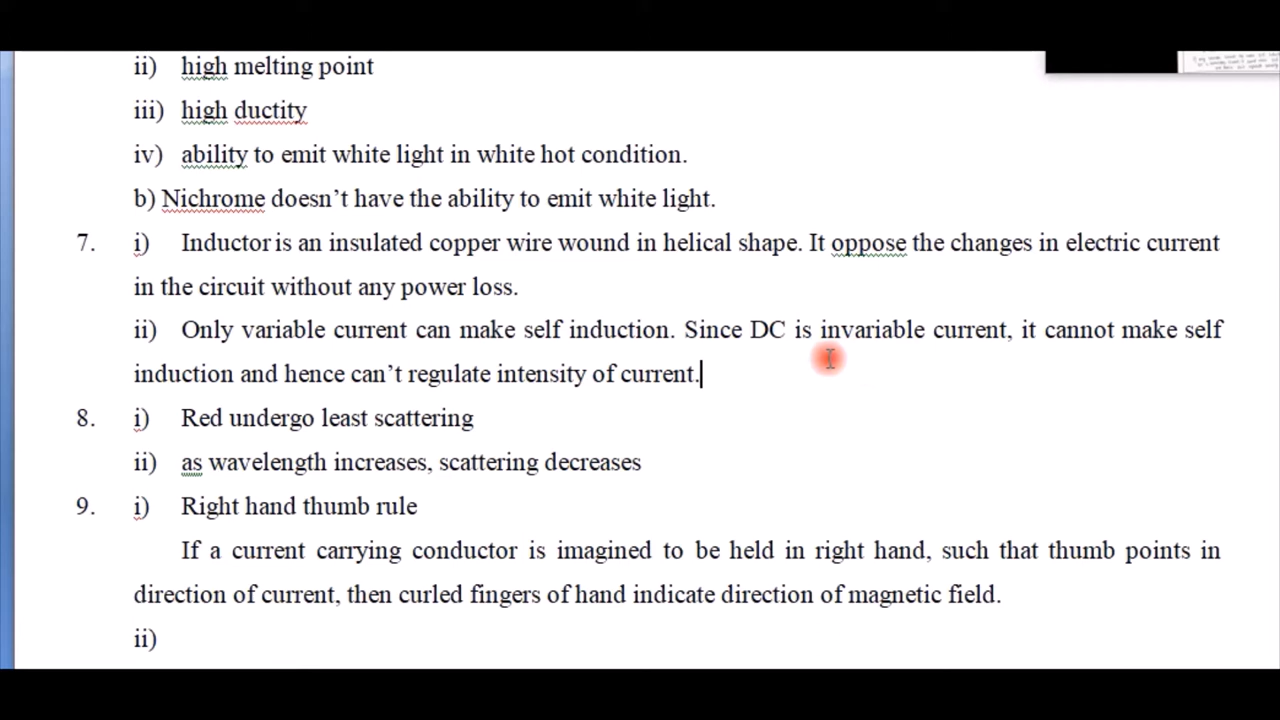 ii) high melting point
iii) high ductity
iv) ability to emit white light in white hot condition.
b) Nichrome doesn't have the ability to emit white light.
7. i) Inductor is an insulated copper wire wound in helical shape. It oppose the changes in electric current
in the circuit without any power loss.
ii) Only variable current can make self induction. Since DC is invariable current, it cannot make self
induction and hence can't regulate intensity of current.
8. i) Red undergo least scattering
ii) as wavelength increases, scattering decreases
9. i) Right hand thumb rule
If a current carrying conductor is imagined to be held in right hand, such that thumb points in
direction of current, then curled fingers of hand indicate direction of magnetic field.
ii)